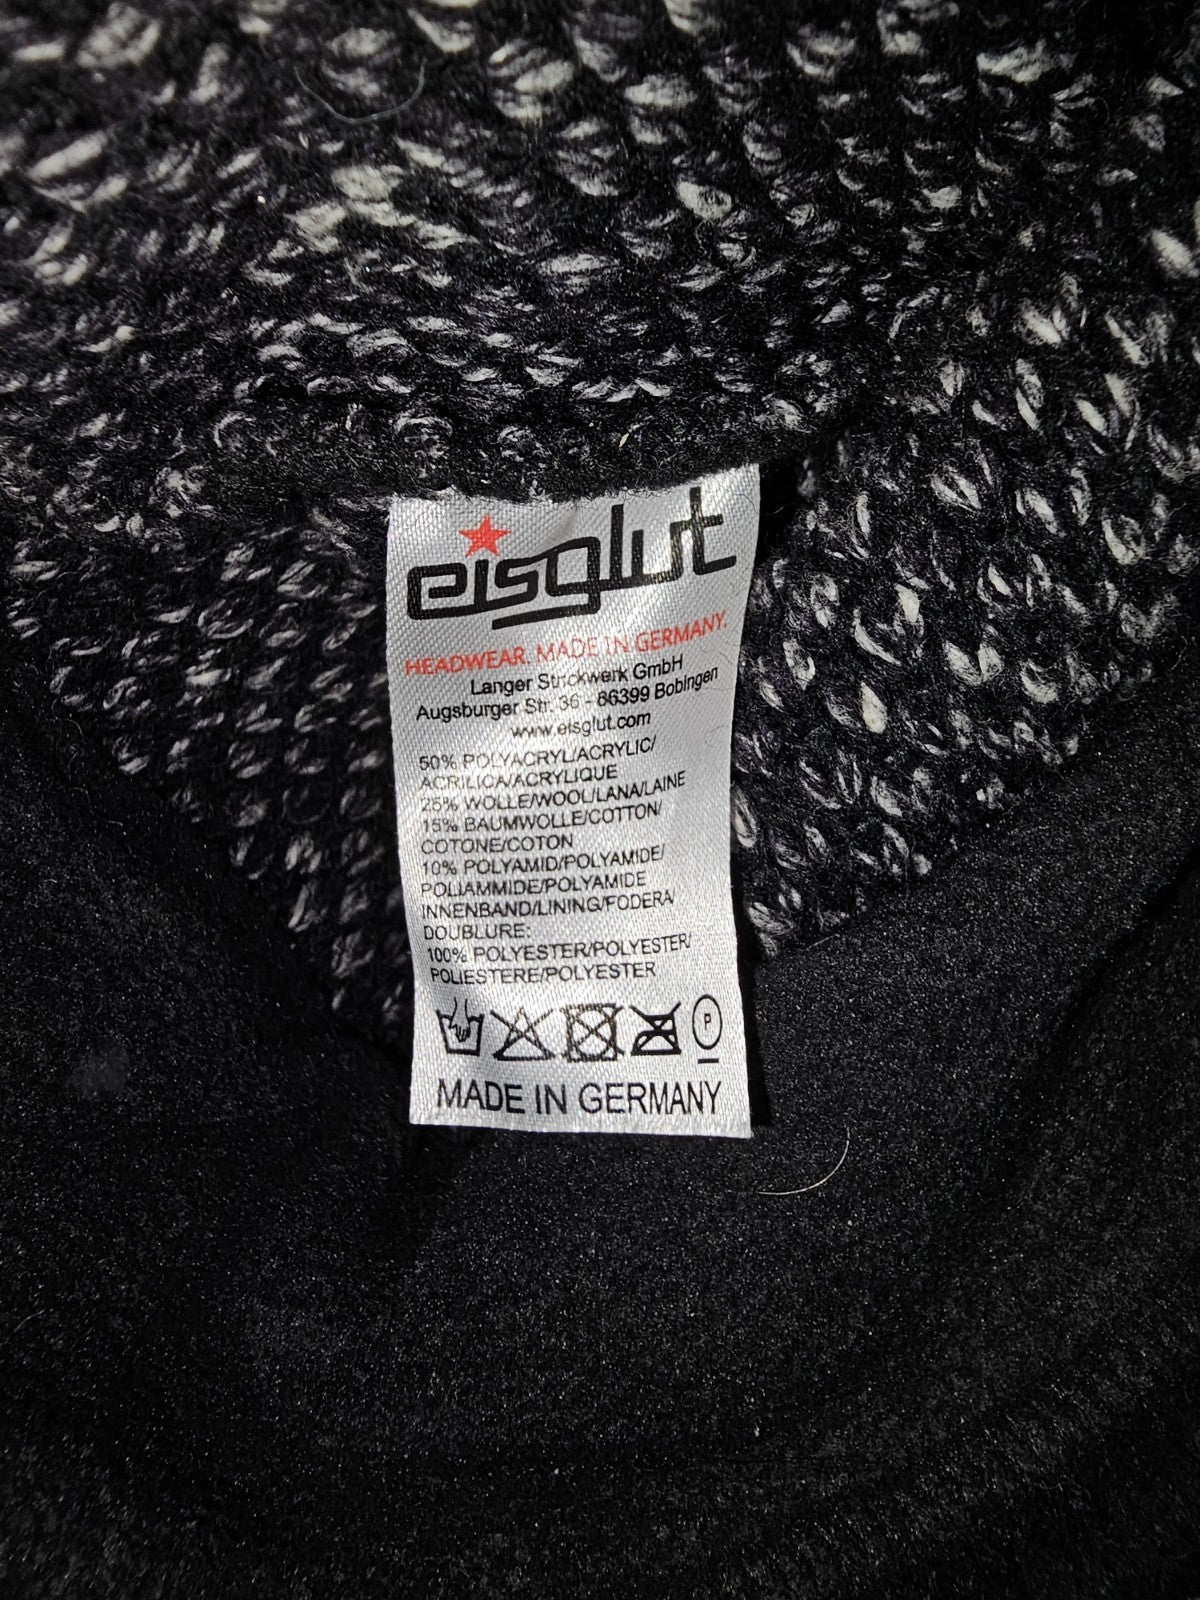 eisglut
HEADWEAR. MADE IN GERMANY.
Langer Strickwerk GmbH
Augsburger Str. 36 - 86399 Bobingen
www.eisglut.com
50% POLYACRYL/ACRYLIC/
ACRILICA/ACRYLIQUE
25% WOLLE/WOOL/LANA/LAINE
15% BAUMWOLLE/COTTON/
COTONE/COTON
10% POLYAMID/POLYAMIDE/
POLIAMMIDE/POLYAMIDE
INNENBAND/LINING/FODERA/
DOUBLURE:
100% POLYESTER/POLYESTER/
POLIESTERE/POLYESTER
P
MADE IN GERMANY